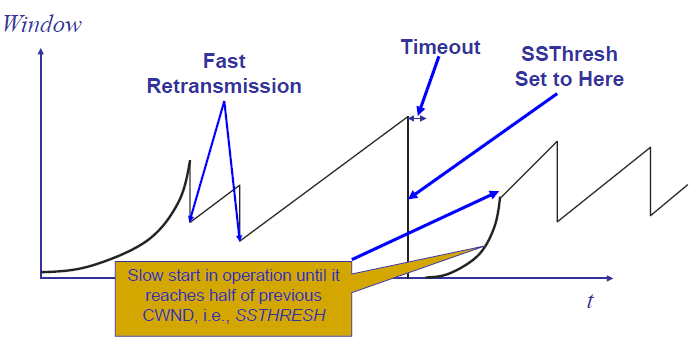 Window
Fast
Retransmission
Timeout
SSThresh
Set to Here
Slow start in operation until it
reaches half of previous
CWND, i.e., SSTHRESH
t